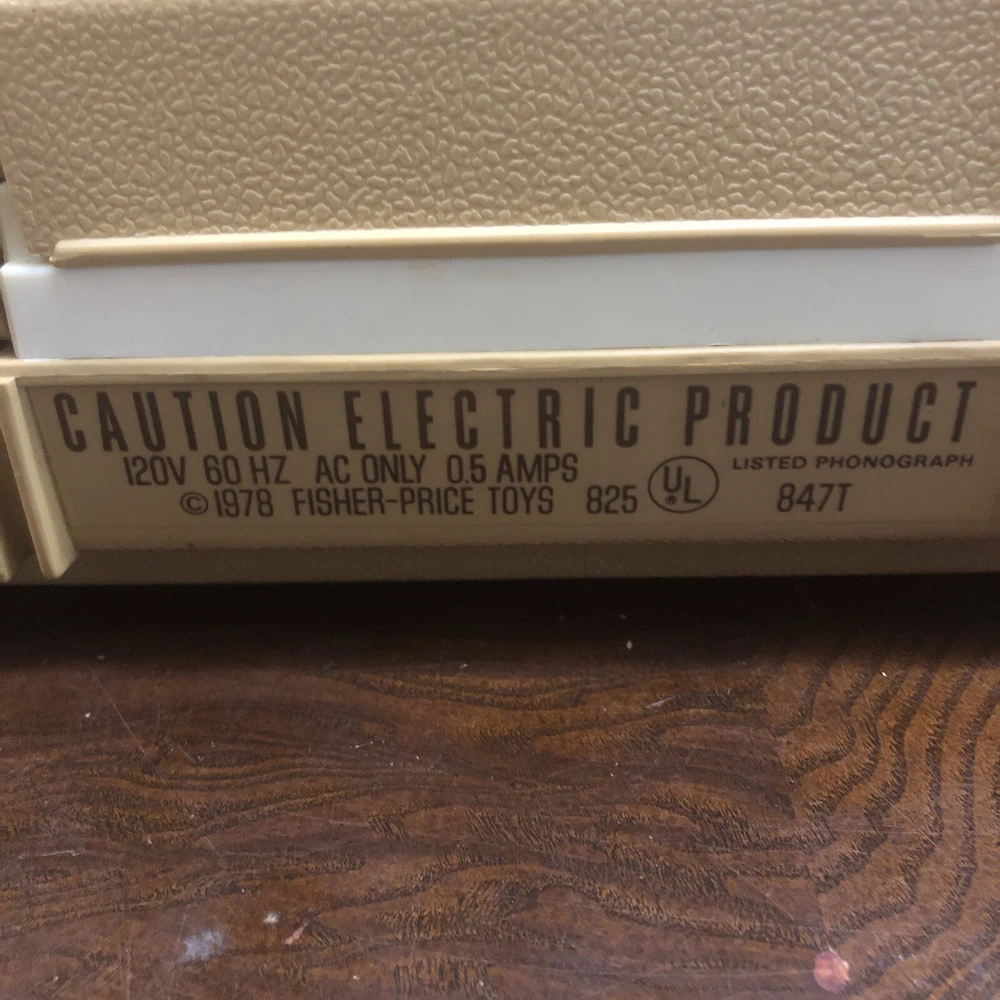 CAUTION ELECTRIC PRODUCT
120V 60 HZ AC ONLY 0.5 AMPS
© 1978 FISHER-PRICE TOYS 825
UL ®
LISTED PHONOGRAPH
847T